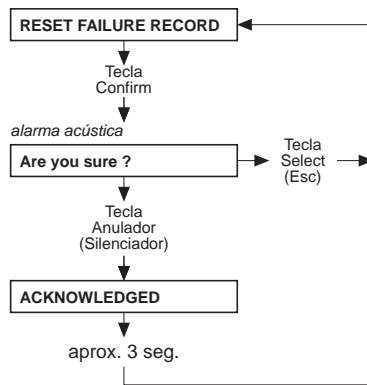 RESET FAILURE RECORD
Tecla
Confirm
alarma acústica
Are you sure ?
Tecla
Select
(Esc)
Tecla
Anulador
(Silenciador)
ACKNOWLEDGED
aprox. 3 seg.